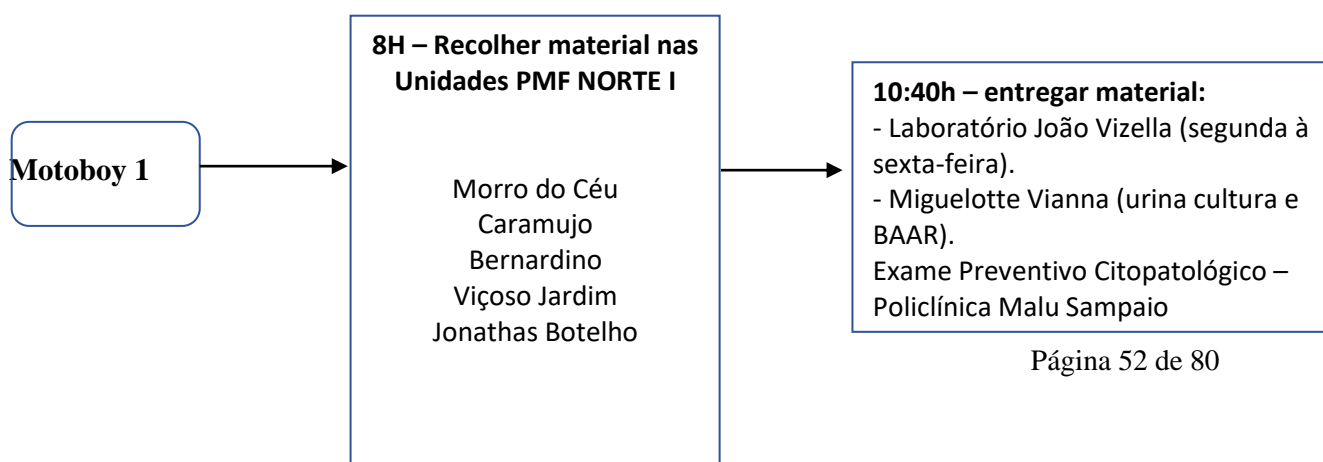 Motoboy 1
8H – Recolher material nas
Unidades PMF NORTE I
Morro do Céu
Caramujo
Bernardino
Viçoso Jardim
Jonathas Botelho
10:40h – entregar material:
- Laboratório João Vizella (segunda à
sexta-feira).
- Miguelotte Vianna (urina cultura e
BAAR).
Exame Preventivo Citopatológico –
Policlínica Malu Sampaio
Página 52 de 80